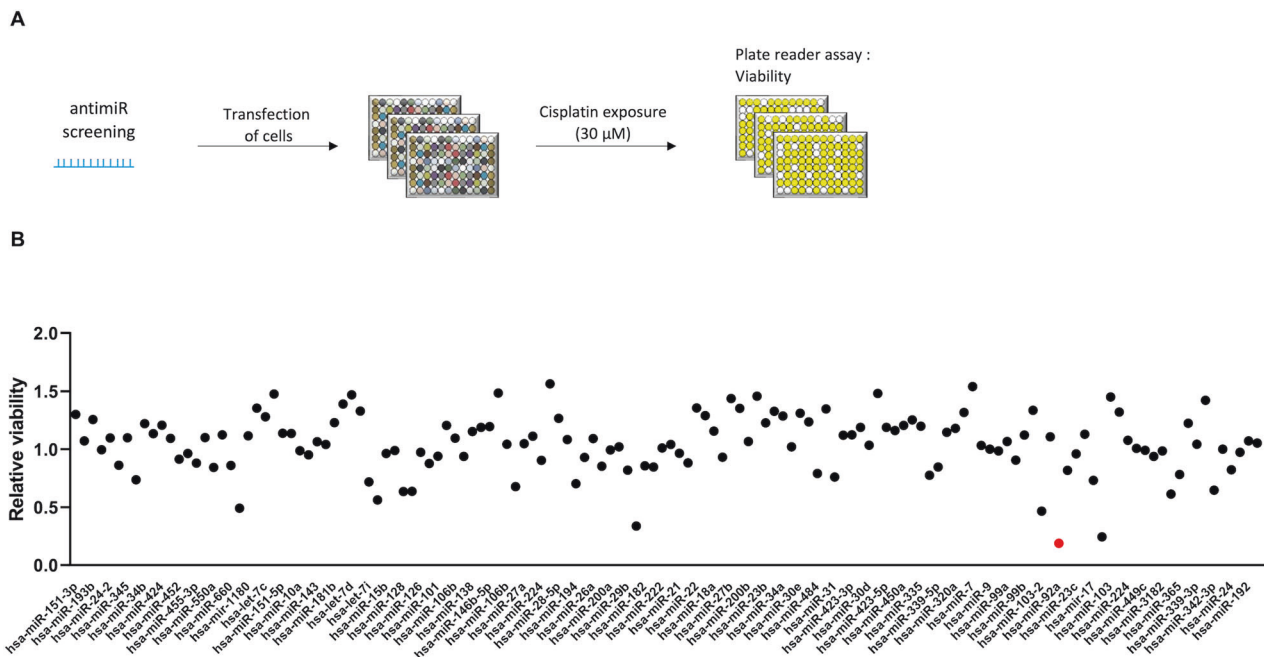 A
antimiR
screening
Transfection
of cells
Cisplatin exposure
(30 µM)
Plate reader assay :
Viability
B
Relative viability
2.0
1.5
1.0
0.5
0.0
hsa-miR-151-3p
hsa-miR-193b
hsa-miR-24-2
hsa-miR-345
hsa-miR-34b
hsa-miR-424
hsa-miR-452
hsa-miR-455-3p
hsa-miR-550a
hsa-miR-660
hsa-mir-1180
hsa-let-7c
hsa-miR-151-5p
hsa-miR-10a
hsa-miR-143
hsa-miR-181b
hsa-let-7d
hsa-let-7i
hsa-miR-15b
hsa-miR-128
hsa-miR-126
hsa-miR-101
hsa-miR-106b
hsa-miR-138
hsa-miR-146b-5p
hsa-miR-106b
hsa-miR-27a
hsa-miR-224
hsa-miR-28-5p
hsa-miR-194
hsa-miR-26a
hsa-miR-200a
hsa-miR-29b
hsa-miR-182
hsa-miR-222
hsa-miR-21
hsa-miR-22
hsa-miR-18a
hsa-miR-27b
hsa-miR-200b
hsa-miR-23b
hsa-miR-34a
hsa-miR-30e
hsa-miR-484
hsa-miR-31
hsa-miR-423-3p
hsa-miR-30d
hsa-miR-423-5p
hsa-miR-450a
hsa-miR-335
hsa-miR-339-5p
hsa-miR-320a
hsa-miR-7
hsa-miR-9
hsa-miR-99a
hsa-miR-99b
hsa-miR-103-2
hsa-miR-92a
hsa-miR-23c
hsa-miR-17
hsa-miR-103
hsa-miR-224
hsa-miR-449c
hsa-miR-3182
hsa-miR-365
hsa-miR-339-3p
hsa-miR-342-3p
hsa-miR-24
hsa-miR-192